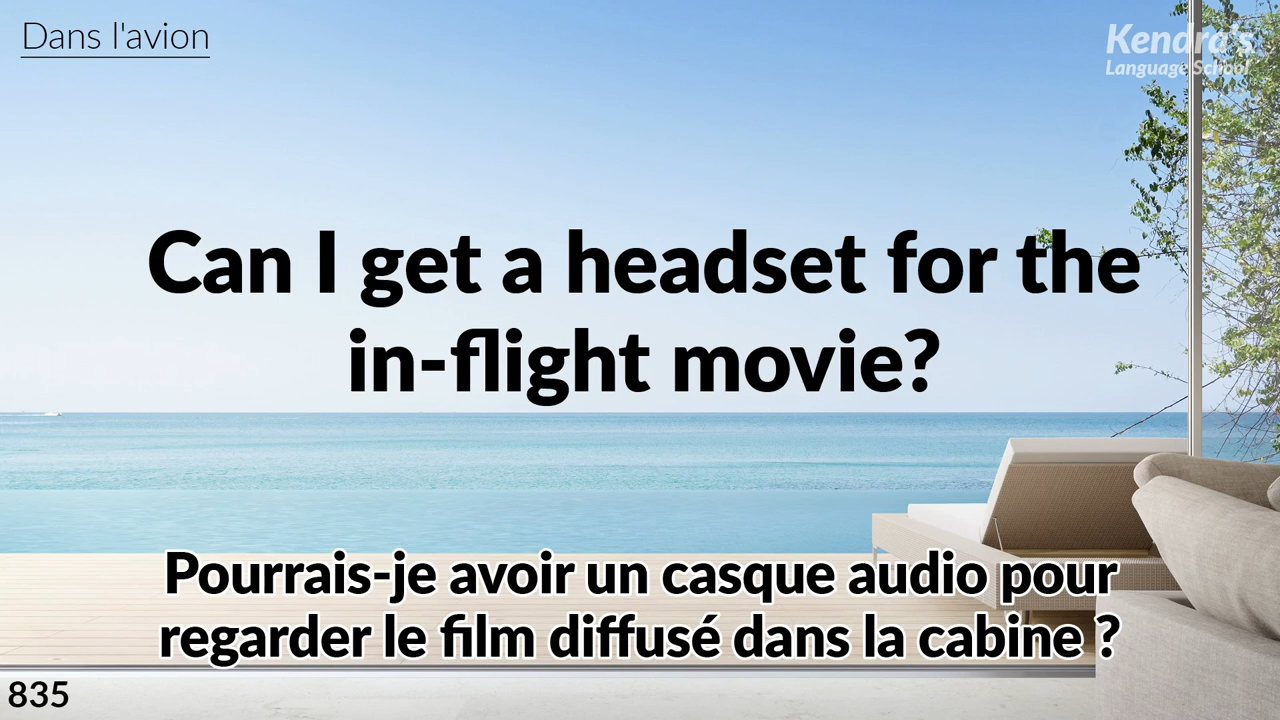 Dans l'avion
Kendra's
Language School
Can I get a headset for the
in-flight movie?
Pourrais-je avoir un casque audio pour
regarder le film diffusé dans la cabine ?
835